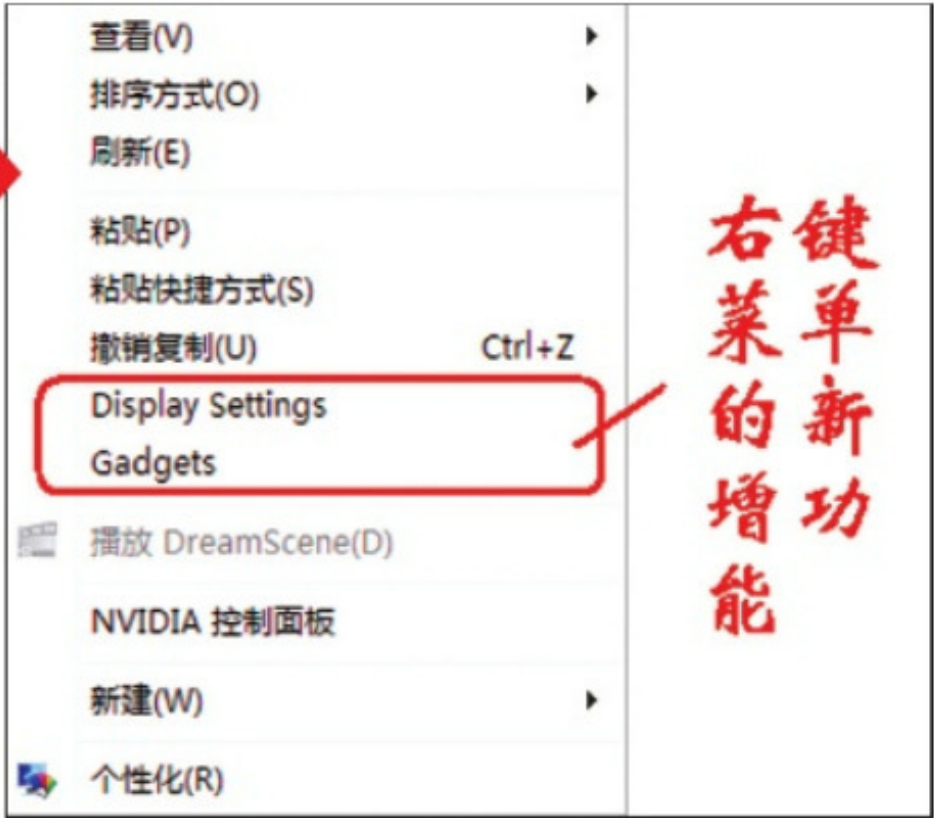 查看(V)
排序方式(O)
刷新(E)
粘贴(P)
粘贴快捷方式(S)
撤销复制(U) Ctrl+Z
Display Settings
Gadgets
播放 DreamScene(D)
NVIDIA 控制面板
新建(W)
个性化(R)
右键
菜单
的新
增功
能